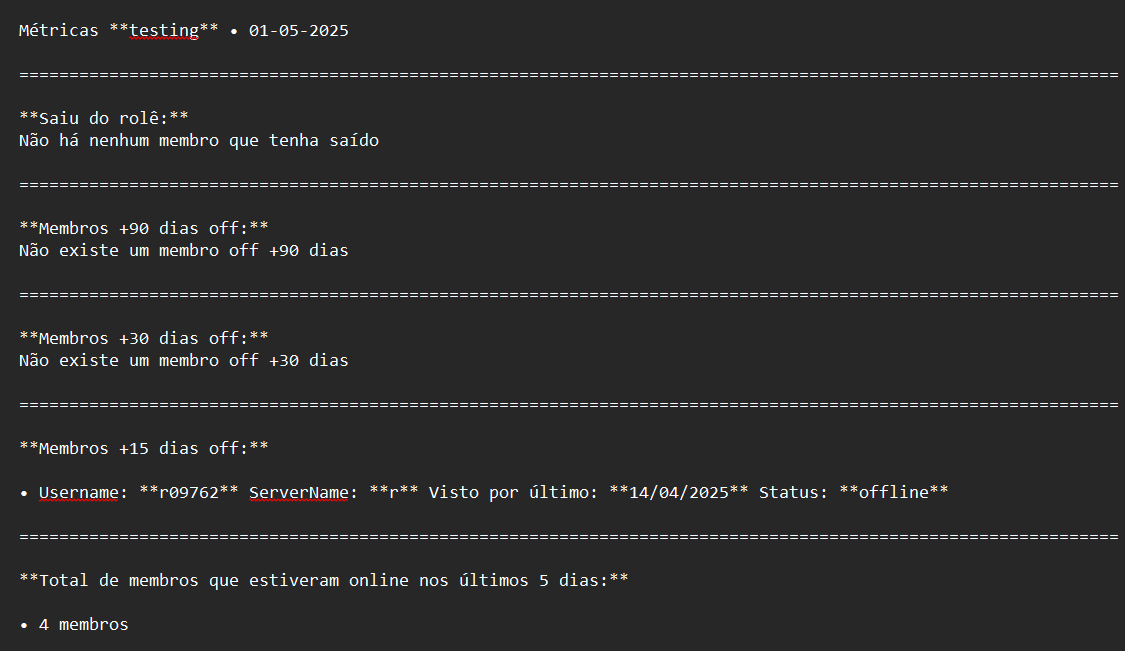 Métricas **testing** • 01-05-2025
==============================================================================================================
**Saiu do rolê:**
Não há nenhum membro que tenha saído
==============================================================================================================
**Membros +90 dias off:**
Não existe um membro off +90 dias
==============================================================================================================
**Membros +30 dias off:**
Não existe um membro off +30 dias
==============================================================================================================
**Membros +15 dias off:**
• Username: **r09762** ServerName: **r** Visto por último: **14/04/2025** Status: **offline**
==============================================================================================================
**Total de membros que estiveram online nos últimos 5 dias:**
• 4 membros